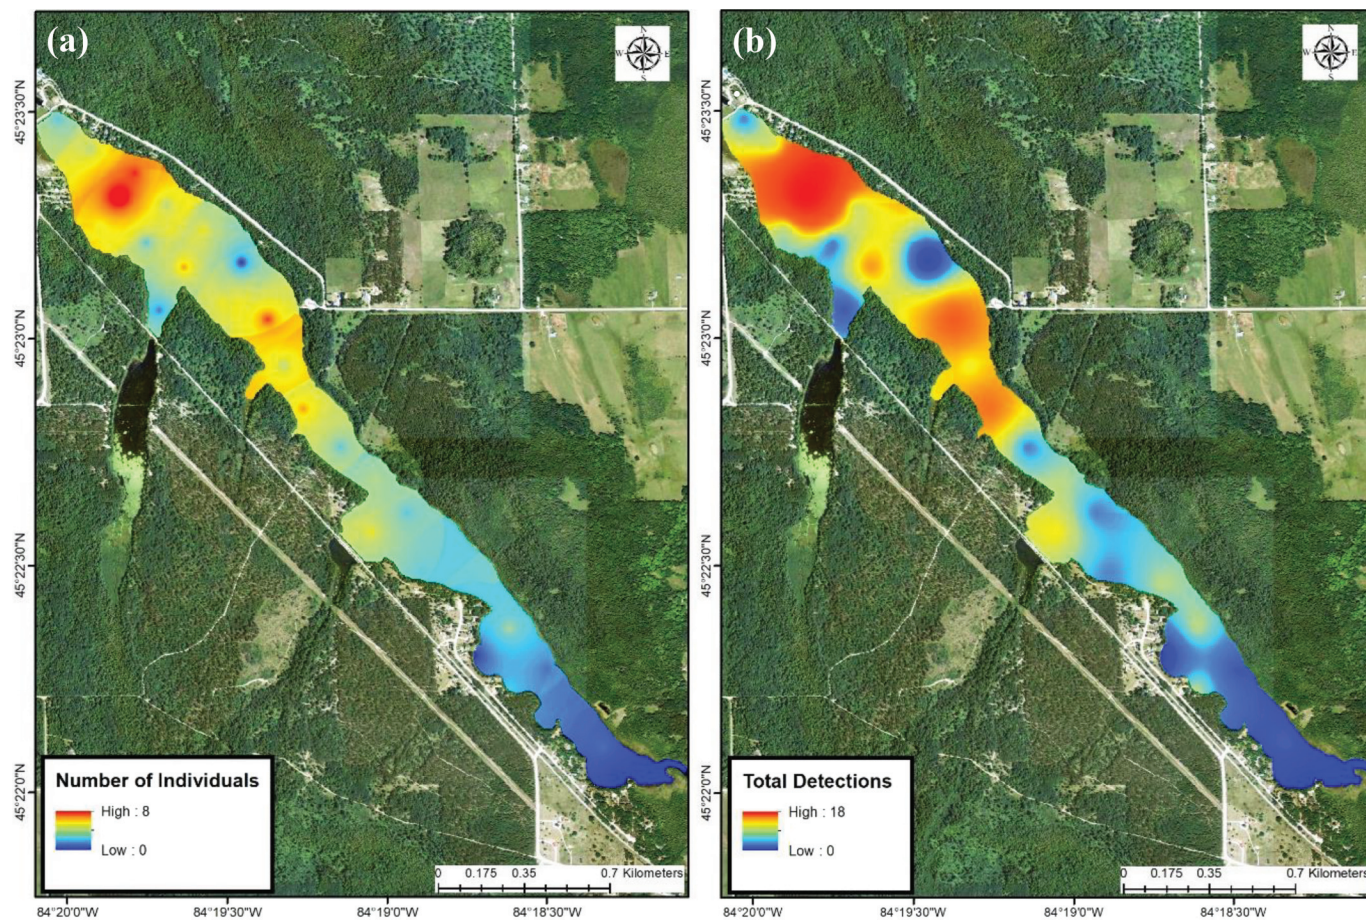 (a)
N
W E
S
45°23'30"N
45°23'0"N
45°22'30"N
45°22'0"N
Number of Individuals
High : 8
Low : 0
0 0.175 0.35 0.7 Kilometers
84°20'0"W 84°19'30"W 84°19'0"W 84°18'30"W
(b)
N
W E
S
45°23'30"N
45°23'0"N
45°22'30"N
45°22'0"N
Total Detections
High : 18
Low : 0
0 0.175 0.35 0.7 Kilometers
84°20'0"W 84°19'30"W 84°19'0"W 84°18'30"W